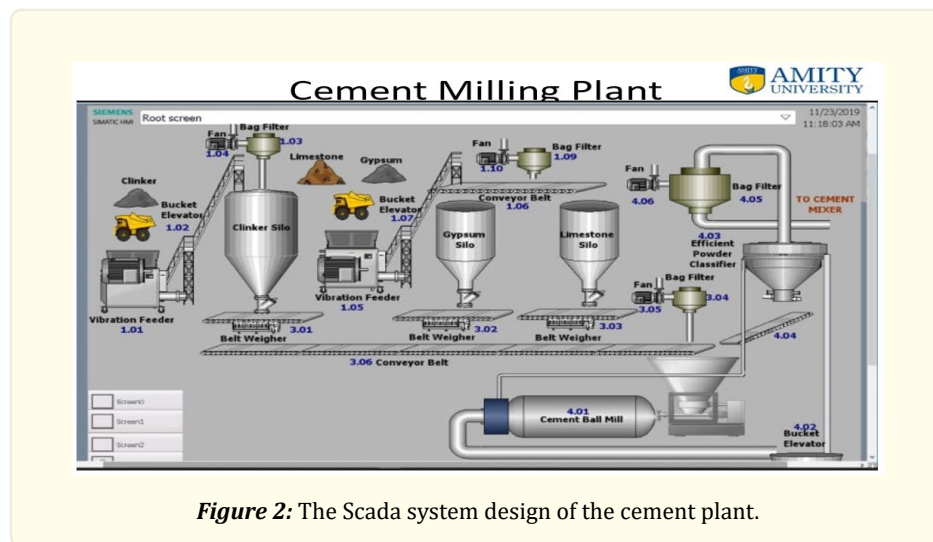 Cement Milling Plant
AMITY
AMITY
UNIVERSITY
SIEMENS
SIMATIC HMI
Root screen
11/23/2019
11:18:03 AM
Fan
1.04
Bag Filter
1.03
Limestone
Gypsum
Fan
1.10
Bag Filter
1.09
Conveyor Belt
1.06
Fan
4.06
Bag Filter
4.05
TO CEMENT
MIXER
Clinker
Bucket
Elevator
1.02
Clinker Silo
Bucket
Elevator
1.07
Gypsum
Silo
Limestone
Silo
4.03
Efficient
Powder
Classifier
Vibration Feeder
1.01
Vibration Feeder
1.05
Bag Filter
Fan
3.05
3.04
3.01
Belt Weigher
3.02
Belt Weigher
3.03
Belt Weigher
4.04
3.06 Conveyor Belt
Screen0
Screen1
Screen2
4.01
Cement Ball Mill
4.02
Bucket
Elevator
Figure 2: The Scada system design of the cement plant.